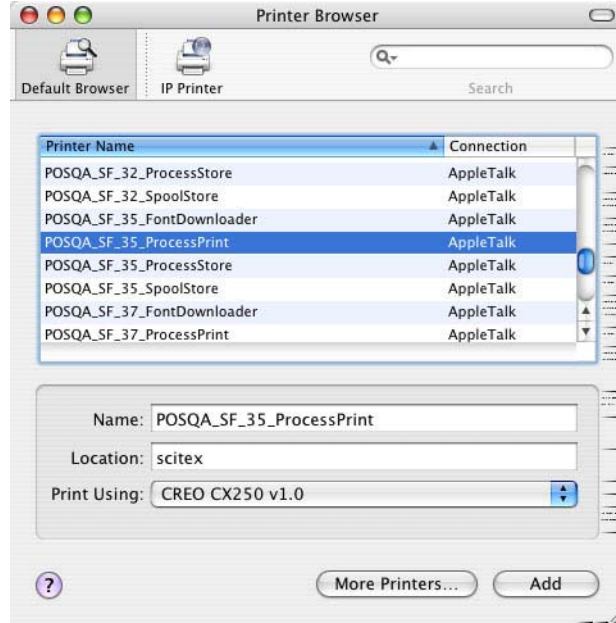 Printer Browser
Default Browser IP Printer Search
Printer Name Connection
POSQA_SF_32_ProcessStore AppleTalk
POSQA_SF_32_SpoolStore AppleTalk
POSQA_SF_35_FontDownloader AppleTalk
POSQA_SF_35_ProcessPrint AppleTalk
POSQA_SF_35_ProcessStore AppleTalk
POSQA_SF_35_SpoolStore AppleTalk
POSQA_SF_37_FontDownloader AppleTalk
POSQA_SF_37_ProcessPrint AppleTalk
Name: POSQA_SF_35_ProcessPrint
Location: scitex
Print Using: CREO CX250 v1.0
? More Printers... Add